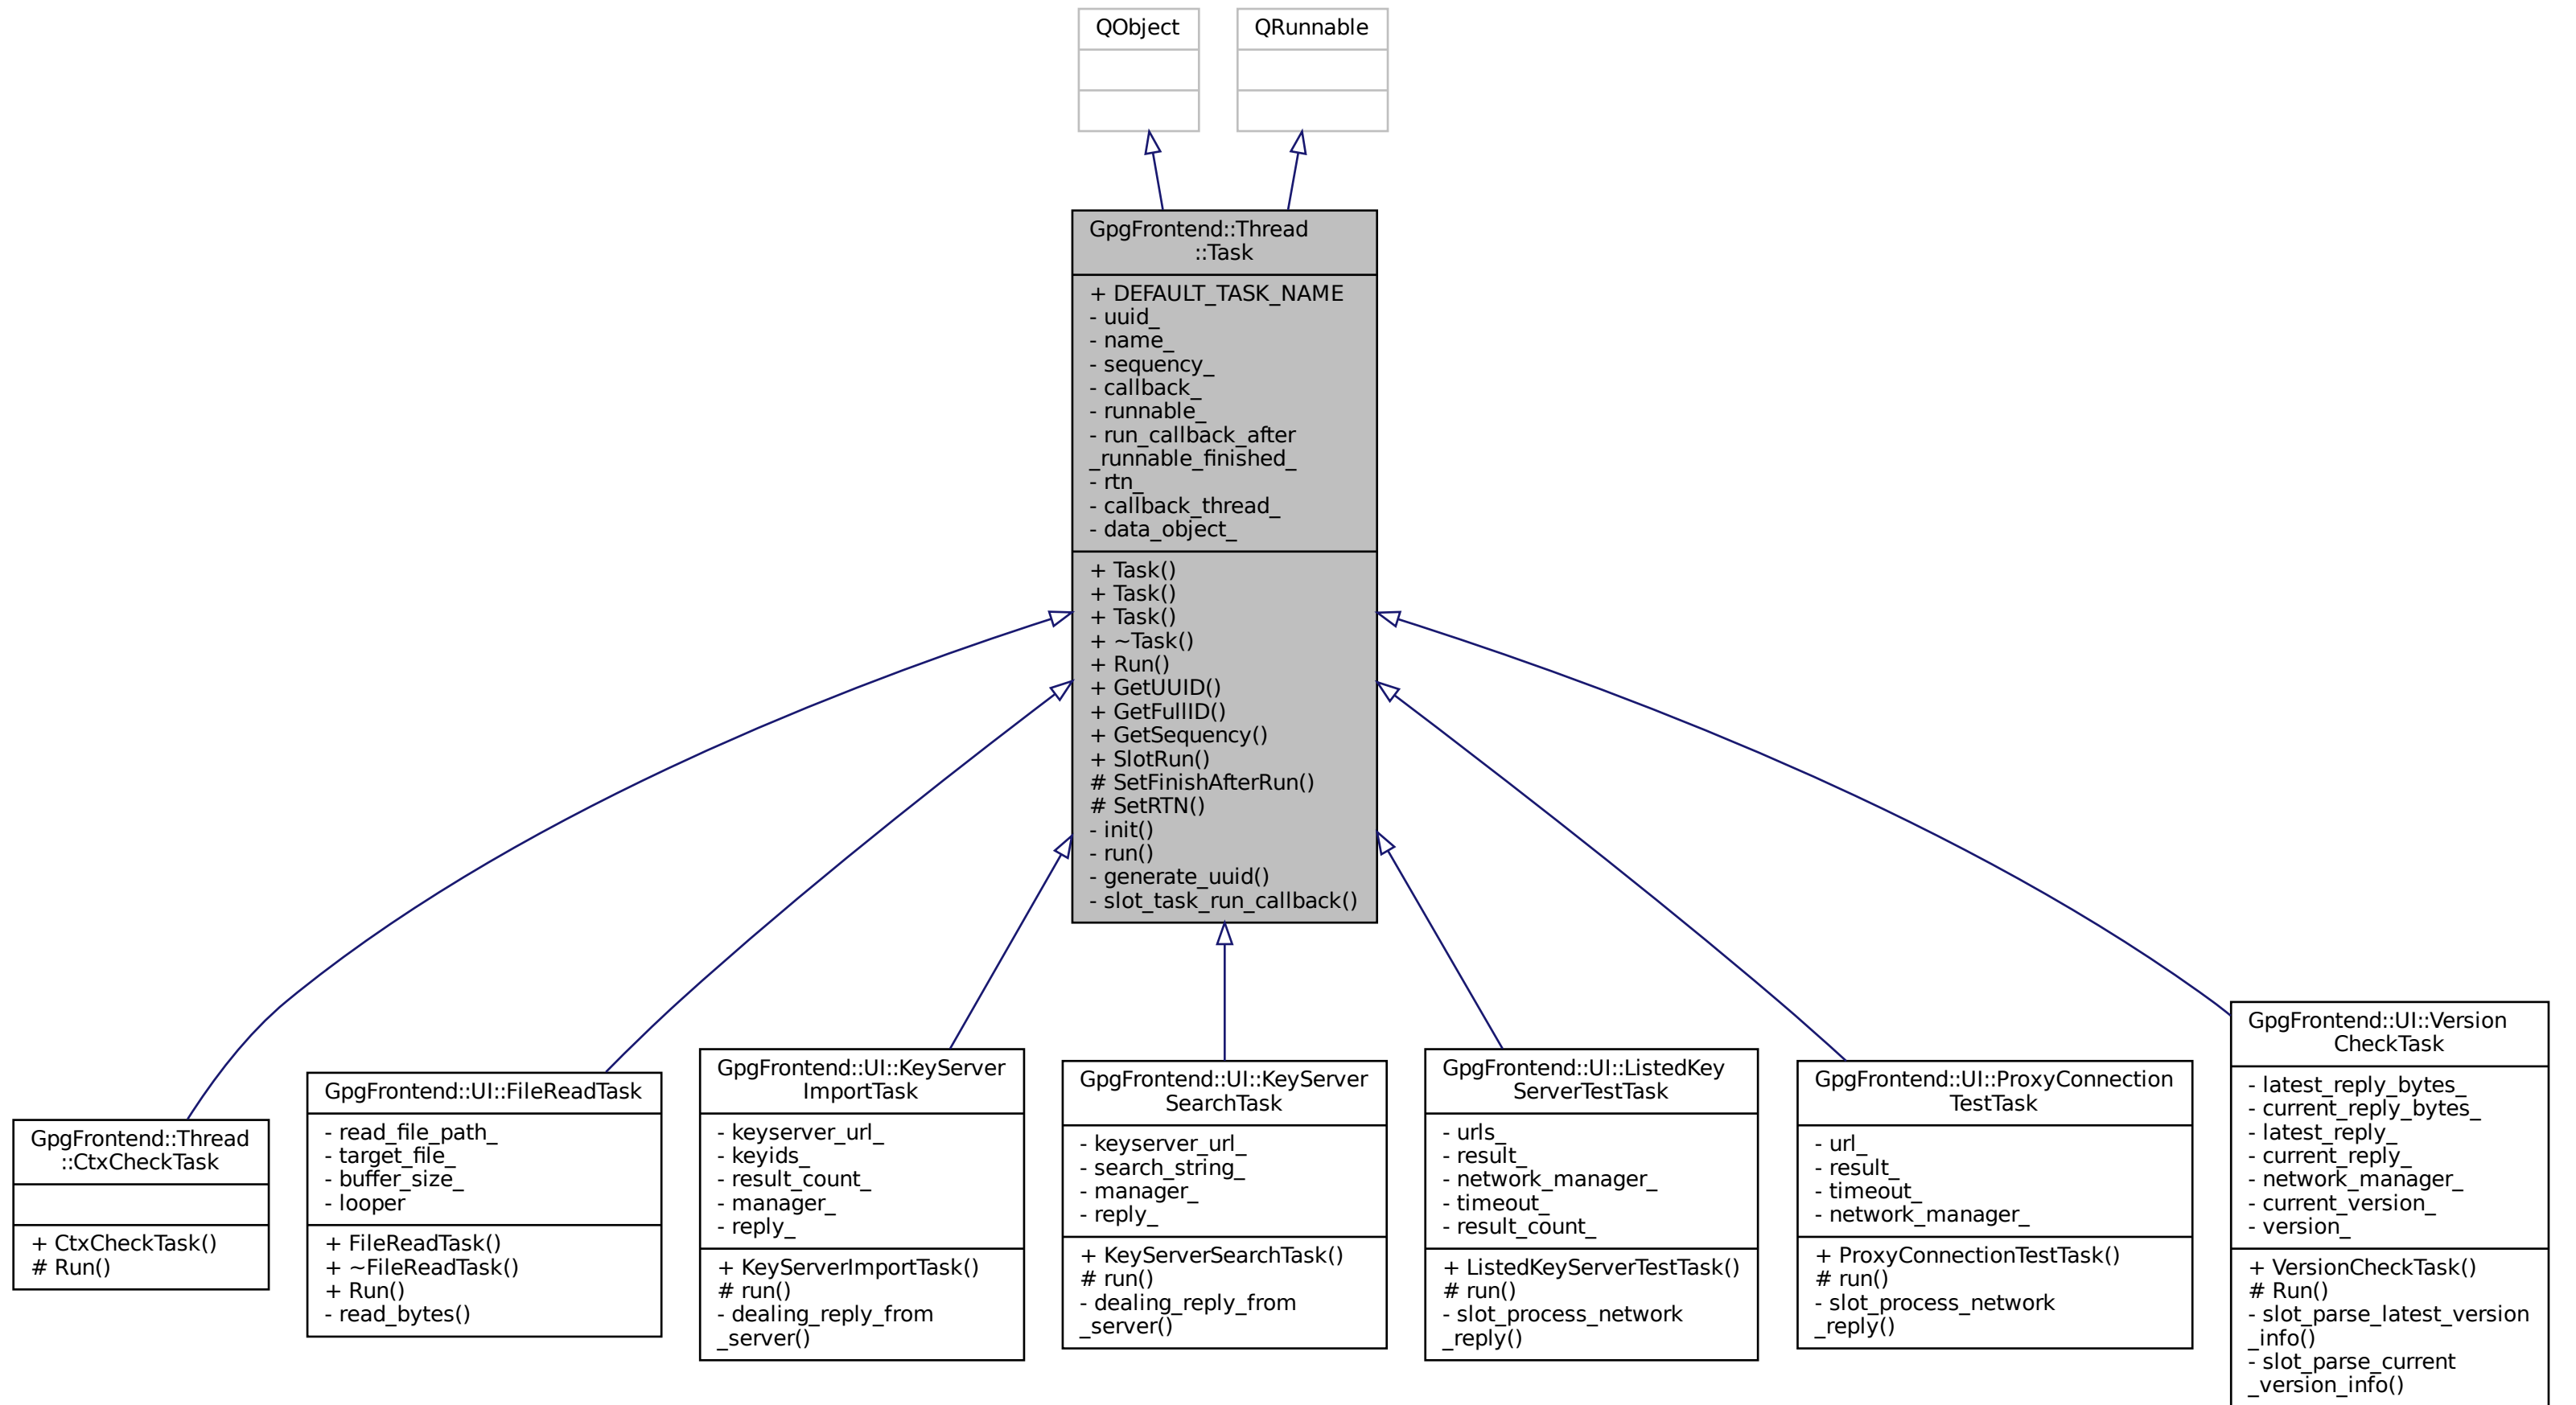 QObject
QRunnable
GpgFrontend::Thread
::Task
+ DEFAULT_TASK_NAME
- uuid_
- name_
- sequency_
- callback_
- runnable_
- run_callback_after
_runnable_finished_
- rtn_
- callback_thread_
- data_object_
+ Task()
+ Task()
+ Task()
+ ~Task()
+ Run()
+ GetUUID()
+ GetFullID()
+ GetSequency()
+ SlotRun()
# SetFinishAfterRun()
# SetRTN()
- init()
- run()
- generate_uuid()
- slot_task_run_callback()
GpgFrontend::Thread
::CtxCheckTask
+ CtxCheckTask()
# Run()
GpgFrontend::UI::FileReadTask
- read_file_path_
- target_file_
- buffer_size_
- looper
+ FileReadTask()
+ ~FileReadTask()
+ Run()
- read_bytes()
GpgFrontend::UI::KeyServer
ImportTask
- keyserver_url_
- keyids_
- result_count_
- manager_
- reply_
+ KeyServerImportTask()
# run()
- dealing_reply_from
_server()
GpgFrontend::UI::KeyServer
SearchTask
- keyserver_url_
- search_string_
- manager_
- reply_
+ KeyServerSearchTask()
# run()
- dealing_reply_from
_server()
GpgFrontend::UI::ListedKey
ServerTestTask
- urls_
- result_
- network_manager_
- timeout_
- result_count_
+ ListedKeyServerTestTask()
# run()
- slot_process_network
_reply()
GpgFrontend::UI::ProxyConnection
TestTask
- url_
- result_
- timeout_
- network_manager_
+ ProxyConnectionTestTask()
# run()
- slot_process_network
_reply()
GpgFrontend::UI::Version
CheckTask
- latest_reply_bytes_
- current_reply_bytes_
- latest_reply_
- current_reply_
- network_manager_
- current_version_
- version_
+ VersionCheckTask()
# Run()
- slot_parse_latest_version
_info()
- slot_parse_current
_version_info()